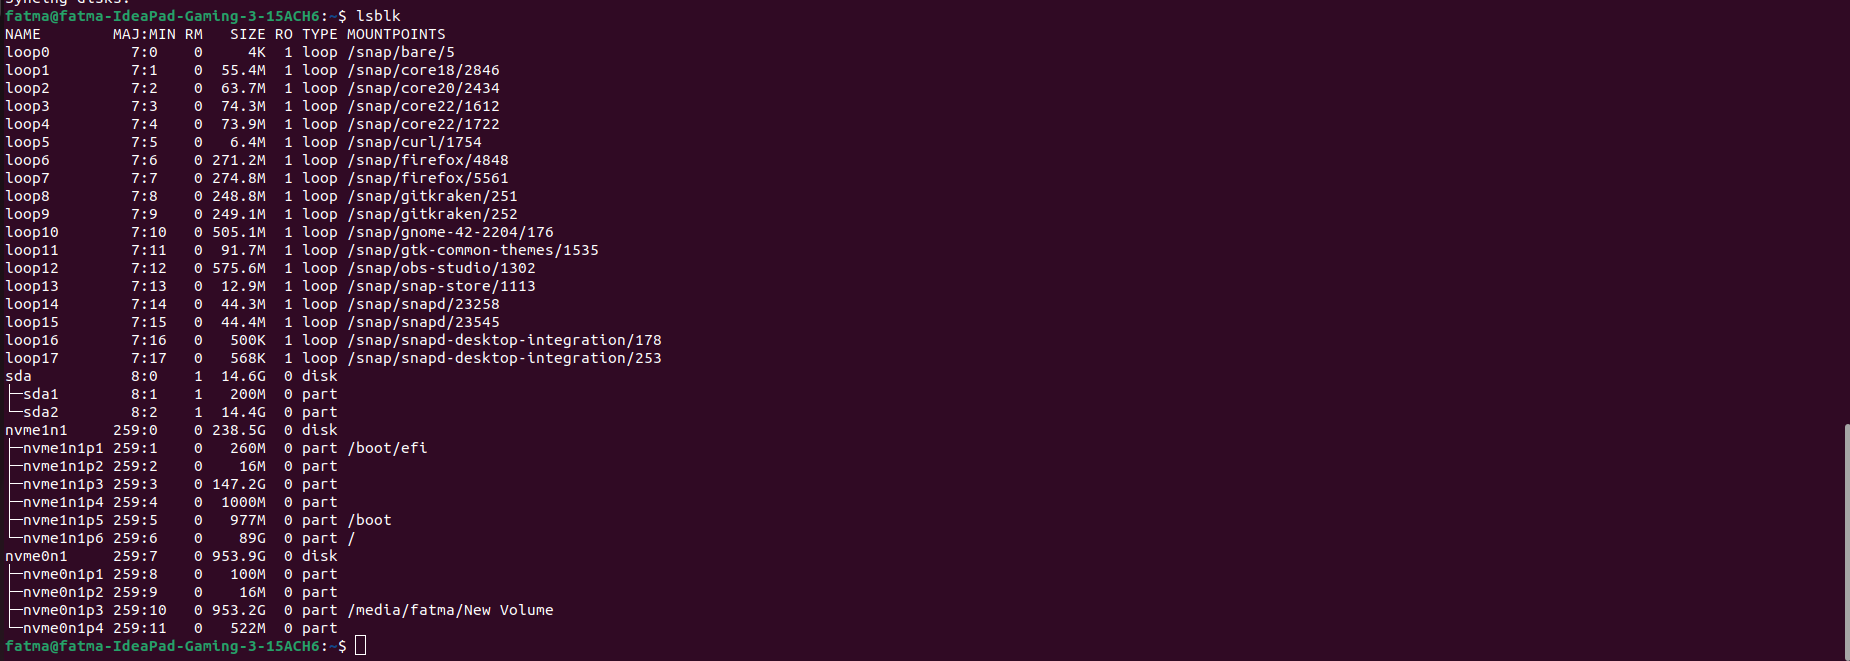 syncing disks.
fatma@fatma-IdeaPad-Gaming-3-15ACH6:~$ lsblk
NAME        MAJ:MIN RM   SIZE RO TYPE MOUNTPOINTS
loop0         7:0    0     4K  1 loop /snap/bare/5
loop1         7:1    0  55.4M  1 loop /snap/core18/2846
loop2         7:2    0  63.7M  1 loop /snap/core20/2434
loop3         7:3    0  74.3M  1 loop /snap/core22/1612
loop4         7:4    0  73.9M  1 loop /snap/core22/1722
loop5         7:5    0   6.4M  1 loop /snap/curl/1754
loop6         7:6    0 271.2M  1 loop /snap/firefox/4848
loop7         7:7    0 274.8M  1 loop /snap/firefox/5561
loop8         7:8    0 248.8M  1 loop /snap/gitkraken/251
loop9         7:9    0 249.1M  1 loop /snap/gitkraken/252
loop10        7:10   0 505.1M  1 loop /snap/gnome-42-2204/176
loop11        7:11   0  91.7M  1 loop /snap/gtk-common-themes/1535
loop12        7:12   0 575.6M  1 loop /snap/obs-studio/1302
loop13        7:13   0  12.9M  1 loop /snap/snap-store/1113
loop14        7:14   0  44.3M  1 loop /snap/snapd/23258
loop15        7:15   0  44.4M  1 loop /snap/snapd/23545
loop16        7:16   0   500K  1 loop /snap/snapd-desktop-integration/178
loop17        7:17   0   568K  1 loop /snap/snapd-desktop-integration/253
sda           8:0    1  14.6G  0 disk
├─sda1        8:1    1   200M  0 part
└─sda2        8:2    1  14.4G  0 part
nvme1n1     259:0    0 238.5G  0 disk
├─nvme1n1p1 259:1    0   260M  0 part /boot/efi
├─nvme1n1p2 259:2    0    16M  0 part
├─nvme1n1p3 259:3    0 147.2G  0 part
├─nvme1n1p4 259:4    0  1000M  0 part
├─nvme1n1p5 259:5    0   977M  0 part /boot
└─nvme1n1p6 259:6    0    89G  0 part /
nvme0n1     259:7    0 953.9G  0 disk
├─nvme0n1p1 259:8    0   100M  0 part
├─nvme0n1p2 259:9    0    16M  0 part
├─nvme0n1p3 259:10   0 953.2G  0 part /media/fatma/New Volume
└─nvme0n1p4 259:11   0   522M  0 part
fatma@fatma-IdeaPad-Gaming-3-15ACH6:~$